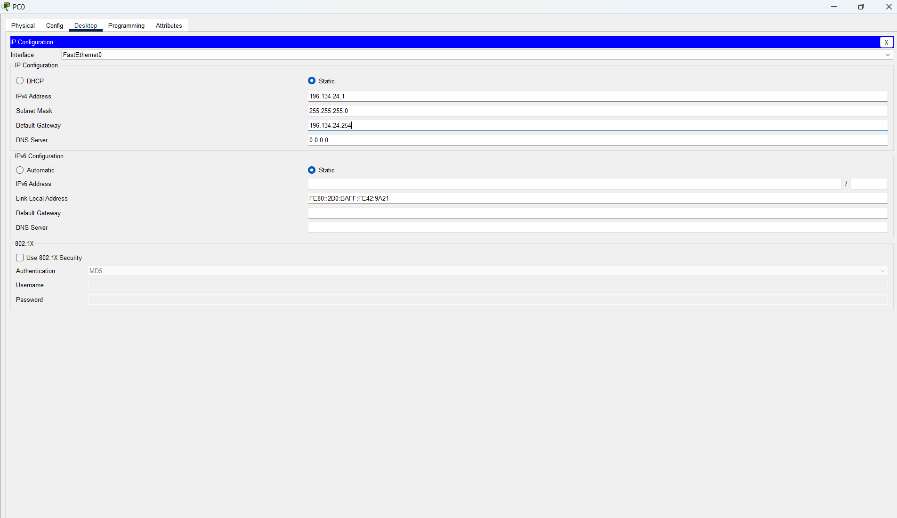 PC0
Physical Config Desktop Programming Attributes
IP Configuration X
Interface FastEthernet0
IP Configuration
DHCP Static
IPv4 Address 196.134.24.1
Subnet Mask 255.255.255.0
Default Gateway 196.134.24.254
DNS Server 0.0.0.0
IPv6 Configuration
Automatic Static
IPv6 Address /
Link Local Address FE80::2D0:BAFF:FE42:9A21
Default Gateway
DNS Server
802.1X
Use 802.1X Security
Authentication MD5
Username
Password